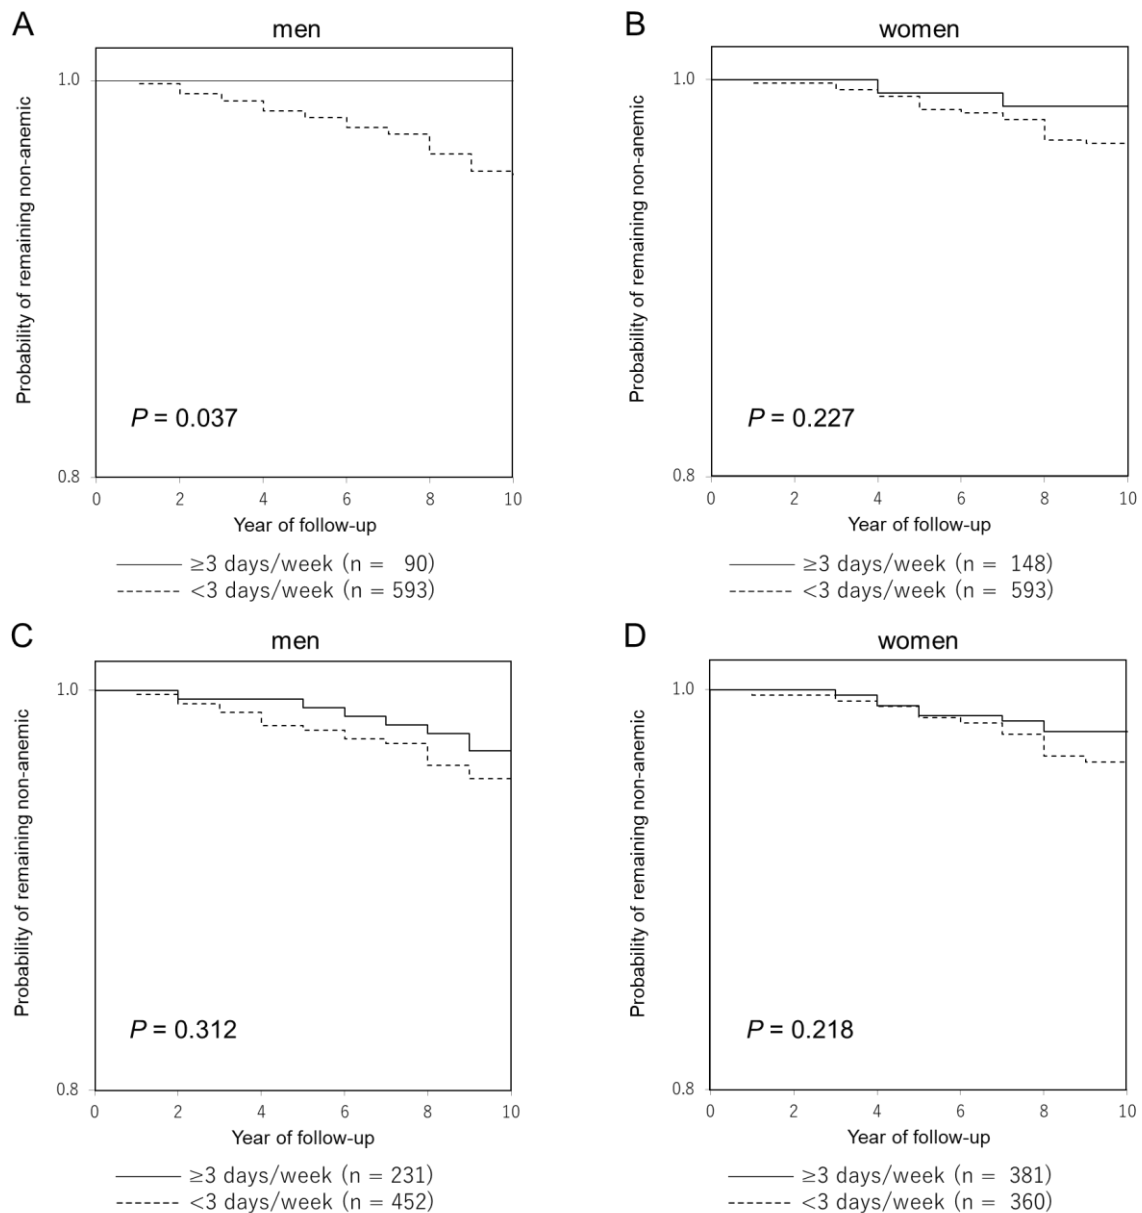 A
men
1.0
Probability of remaining non-anemic
P = 0.037
0.8
0 2 4 6 8 10
Year of follow-up
≥3 days/week (n = 90)
<3 days/week (n = 593)
B
women
1.0
Probability of remaining non-anemic
P = 0.227
0.8
0 2 4 6 8 10
Year of follow-up
≥3 days/week (n = 148)
<3 days/week (n = 593)
C
men
1.0
Probability of remaining non-anemic
P = 0.312
0.8
0 2 4 6 8 10
Year of follow-up
≥3 days/week (n = 231)
<3 days/week (n = 452)
D
women
1.0
Probability of remaining non-anemic
P = 0.218
0.8
0 2 4 6 8 10
Year of follow-up
≥3 days/week (n = 381)
<3 days/week (n = 360)